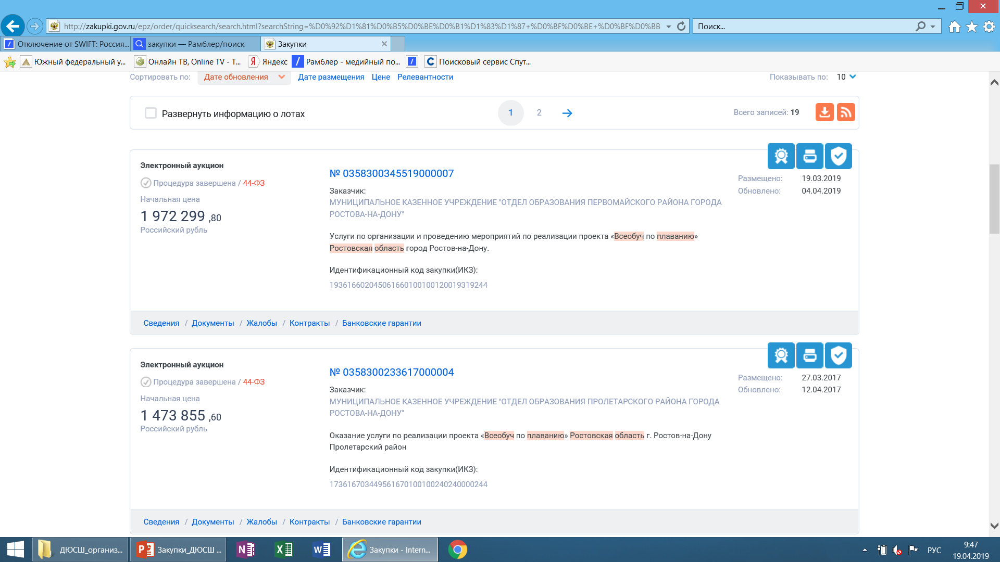 http://zakupki.gov.ru/epz/order/quicksearch/search.html?searchString=%D0%92%D1%81%D0%B5%D0%BE%D0%B1%D1%83%D1%87+%D0%BF%D0%BE+%D0%BF%D0%BB
Поиск...
Отключение от SWIFT: Россия...
закупки — Рамблер/поиск
Закупки
Южный федеральный у...
Онлайн ТВ, Online TV - Т...
Яндекс
Рамблер - медийный по...
Поисковый сервис Спут...
Сортировать по: Дате обновления Дате размещения Цене Релевантности
Показывать по: 10
Развернуть информацию о лотах
1 2
Всего записей: 19
Электронный аукцион
Процедура завершена / 44-ФЗ
Начальная цена
1 972 299 ,80
Российский рубль
№ 0358300345519000007
Заказчик:
МУНИЦИПАЛЬНОЕ КАЗЕННОЕ УЧРЕЖДЕНИЕ "ОТДЕЛ ОБРАЗОВАНИЯ ПЕРВОМАЙСКОГО РАЙОНА ГОРОДА
РОСТОВА-НА-ДОНУ"
Услуги по организации и проведению мероприятий по реализации проекта «Всеобуч по плаванию»
Ростовская область город Ростов-на-Дону.
Идентификационный код закупки(ИКЗ):
193616602045061660100100120019319244
Размещено: 19.03.2019
Обновлено: 04.04.2019
Сведения / Документы / Жалобы / Контракты / Банковские гарантии
Электронный аукцион
Процедура завершена / 44-ФЗ
Начальная цена
1 473 855 ,60
Российский рубль
№ 0358300233617000004
Заказчик:
МУНИЦИПАЛЬНОЕ КАЗЕННОЕ УЧРЕЖДЕНИЕ "ОТДЕЛ ОБРАЗОВАНИЯ ПРОЛЕТАРСКОГО РАЙОНА ГОРОДА
РОСТОВА-НА-ДОНУ"
Оказание услуги по реализации проекта «Всеобуч по плаванию» Ростовская область г. Ростов-на-Дону
Пролетарский район
Идентификационный код закупки(ИКЗ):
173616703449561670100100240240000244
Размещено: 27.03.2017
Обновлено: 12.04.2017
Сведения / Документы / Жалобы / Контракты / Банковские гарантии
ДЮСШ_организ...
Закупки_ДЮСШ ...
Закупки - Intern...
РУС
9:47
19.04.2019